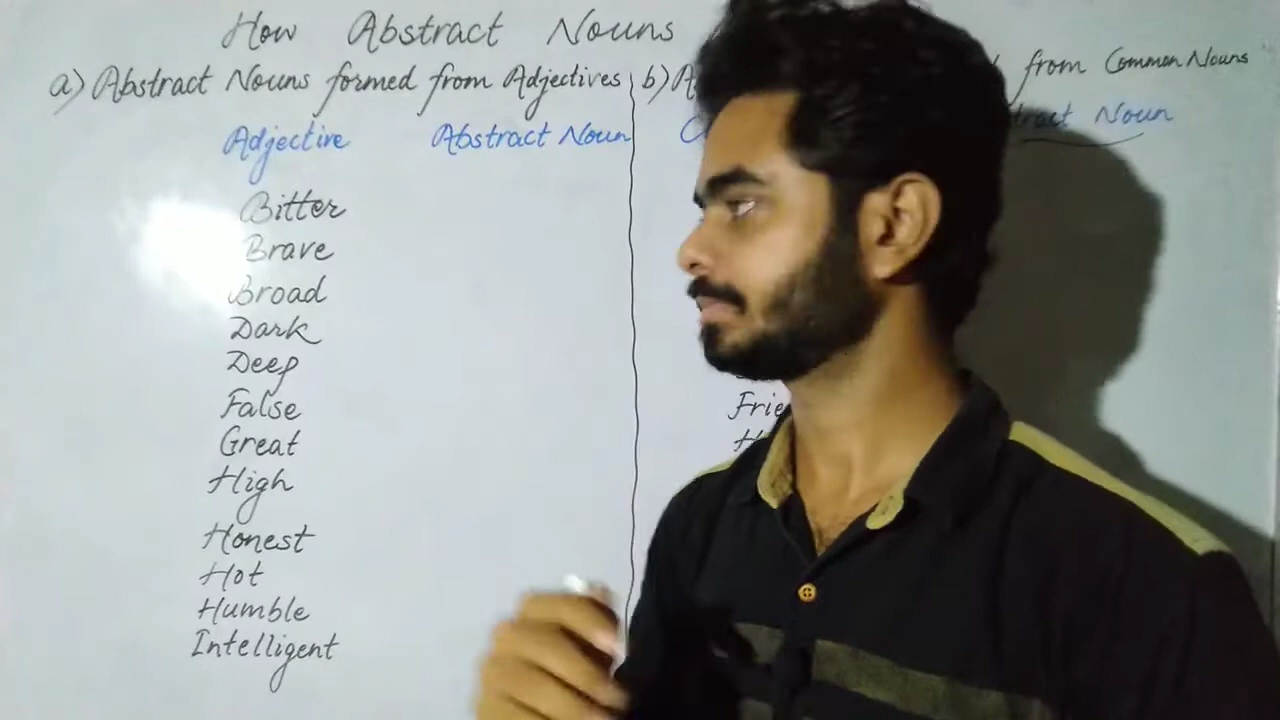 How Abstract Nouns
a) Abstract Nouns formed from Adjectives
b)
from Common Nouns
Adjective Abstract Noun
Noun
Bitter
Brave
Broad
Dark
Deep
False
Great
High
Honest
Hot
Humble
Intelligent